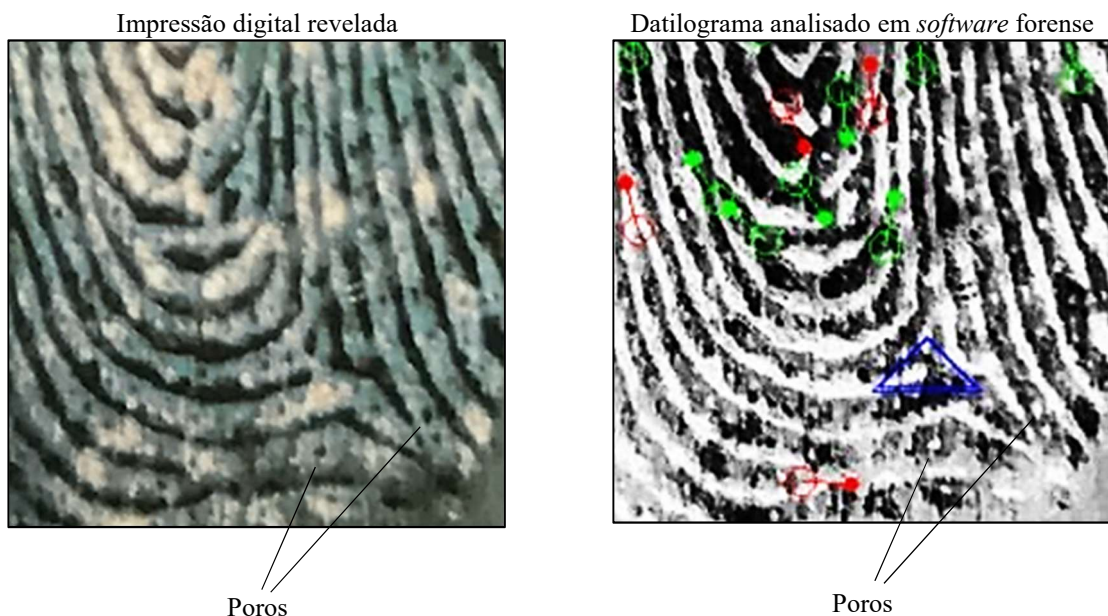 Impressão digital revelada
Datilograma analisado em software forense
Poros
Poros